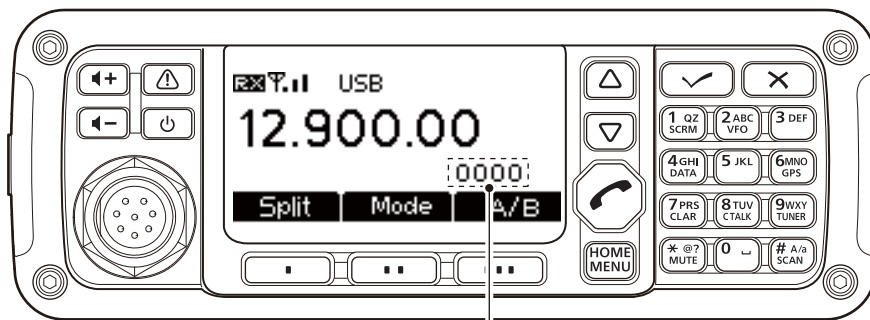 RX USB
12.900.00
0000
Split Mode A/B
HOME
MENU
1 QZ
SCRM
2 ABC
VFO
3 DEF
4 GHI
DATA
5 JKL
6 MNO
GPS
7 PRS
CLAR
8 TUV
C TALK
9 WXY
TUNER
* @?
MUTE
0 ⎵
# A/a
SCAN